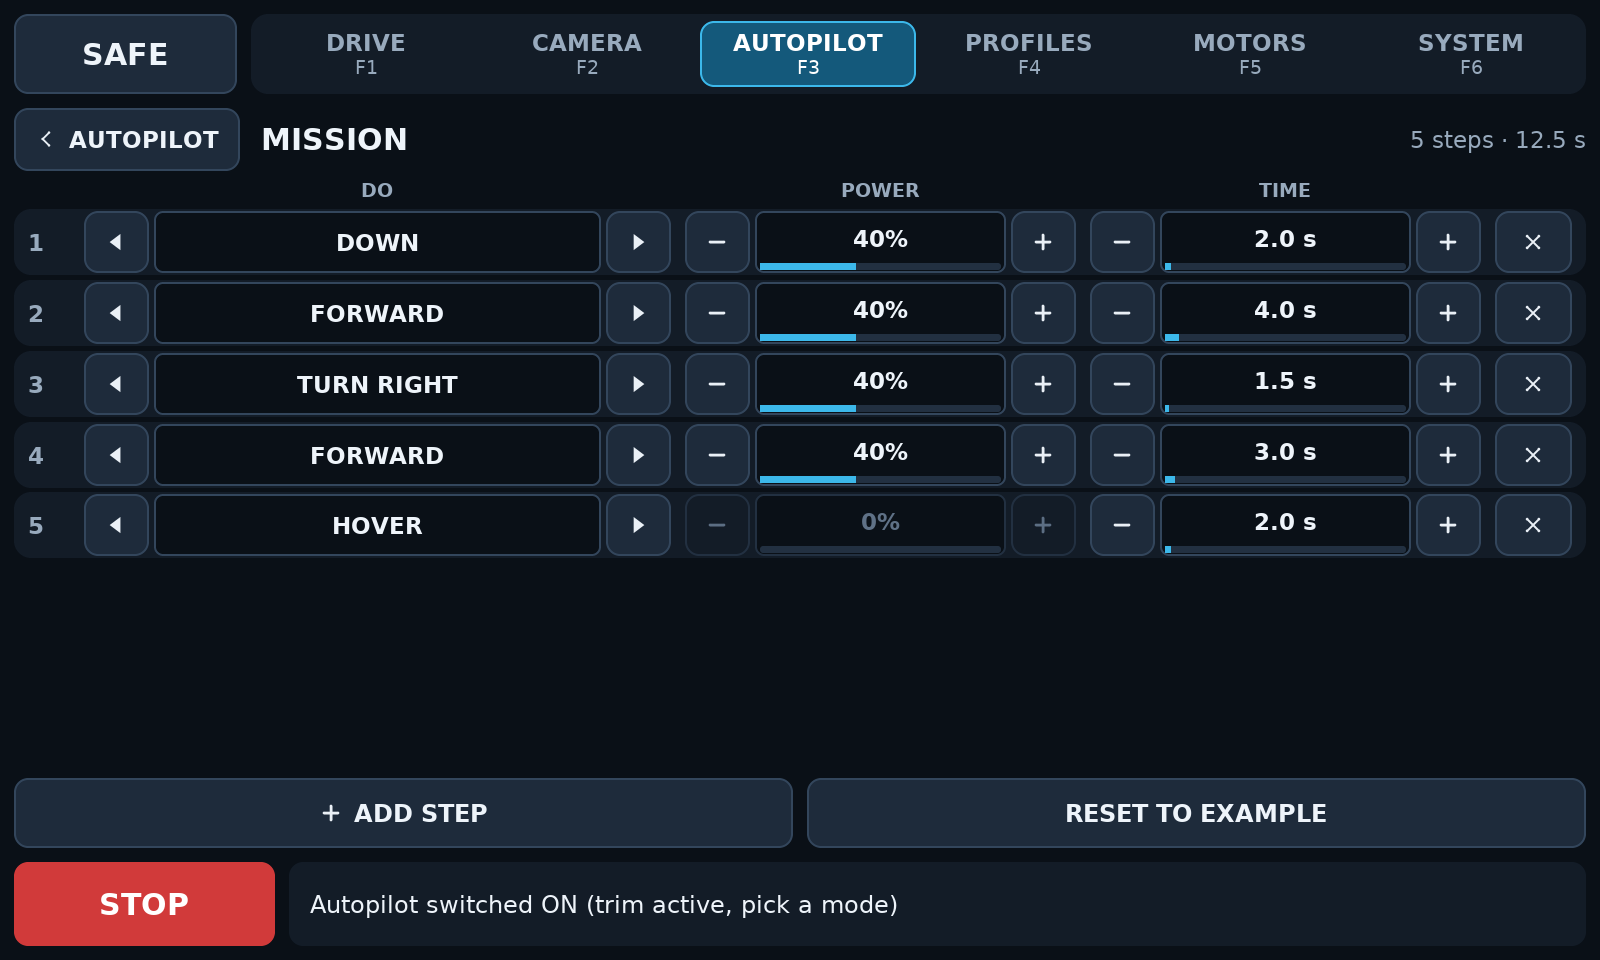 SAFE
DRIVE
F1
CAMERA
F2
AUTOPILOT
F3
PROFILES
F4
MOTORS
F5
SYSTEM
F6
AUTOPILOT
MISSION
5 steps · 12.5 s
DO POWER TIME
1 DOWN 40% 2.0 s
2 FORWARD 40% 4.0 s
3 TURN RIGHT 40% 1.5 s
4 FORWARD 40% 3.0 s
5 HOVER 0% 2.0 s
+ ADD STEP
RESET TO EXAMPLE
STOP
Autopilot switched ON (trim active, pick a mode)